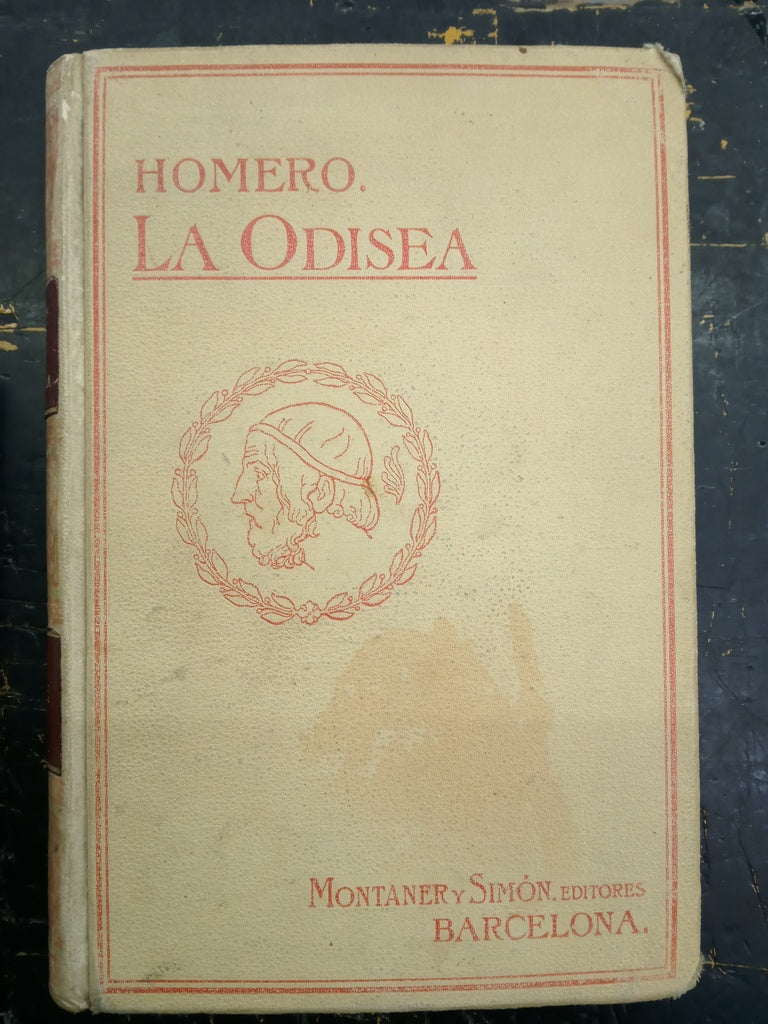 HOMERO.
LA ODISEA
MONTANER Y SIMÓN. EDITORES
BARCELONA.